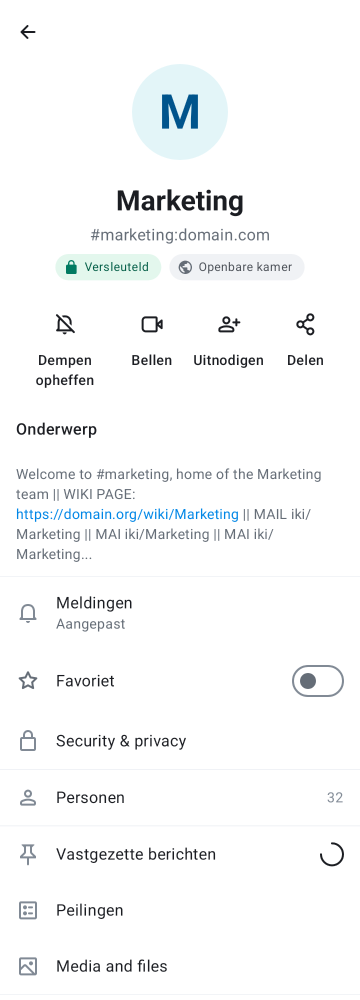 M
Marketing
#marketing:domain.com
Versleuteld
Openbare kamer
Dempen opheffen
Bellen
Uitnodigen
Delen
Onderwerp
Welcome to #marketing, home of the Marketing
team || WIKI PAGE:
https://domain.org/wiki/Marketing || MAIL iki/
Marketing || MAI iki/Marketing || MAI iki/
Marketing...
Meldingen
Aangepast
Favoriet
Security & privacy
Personen 32
Vastgezette berichten
Peilingen
Media and files